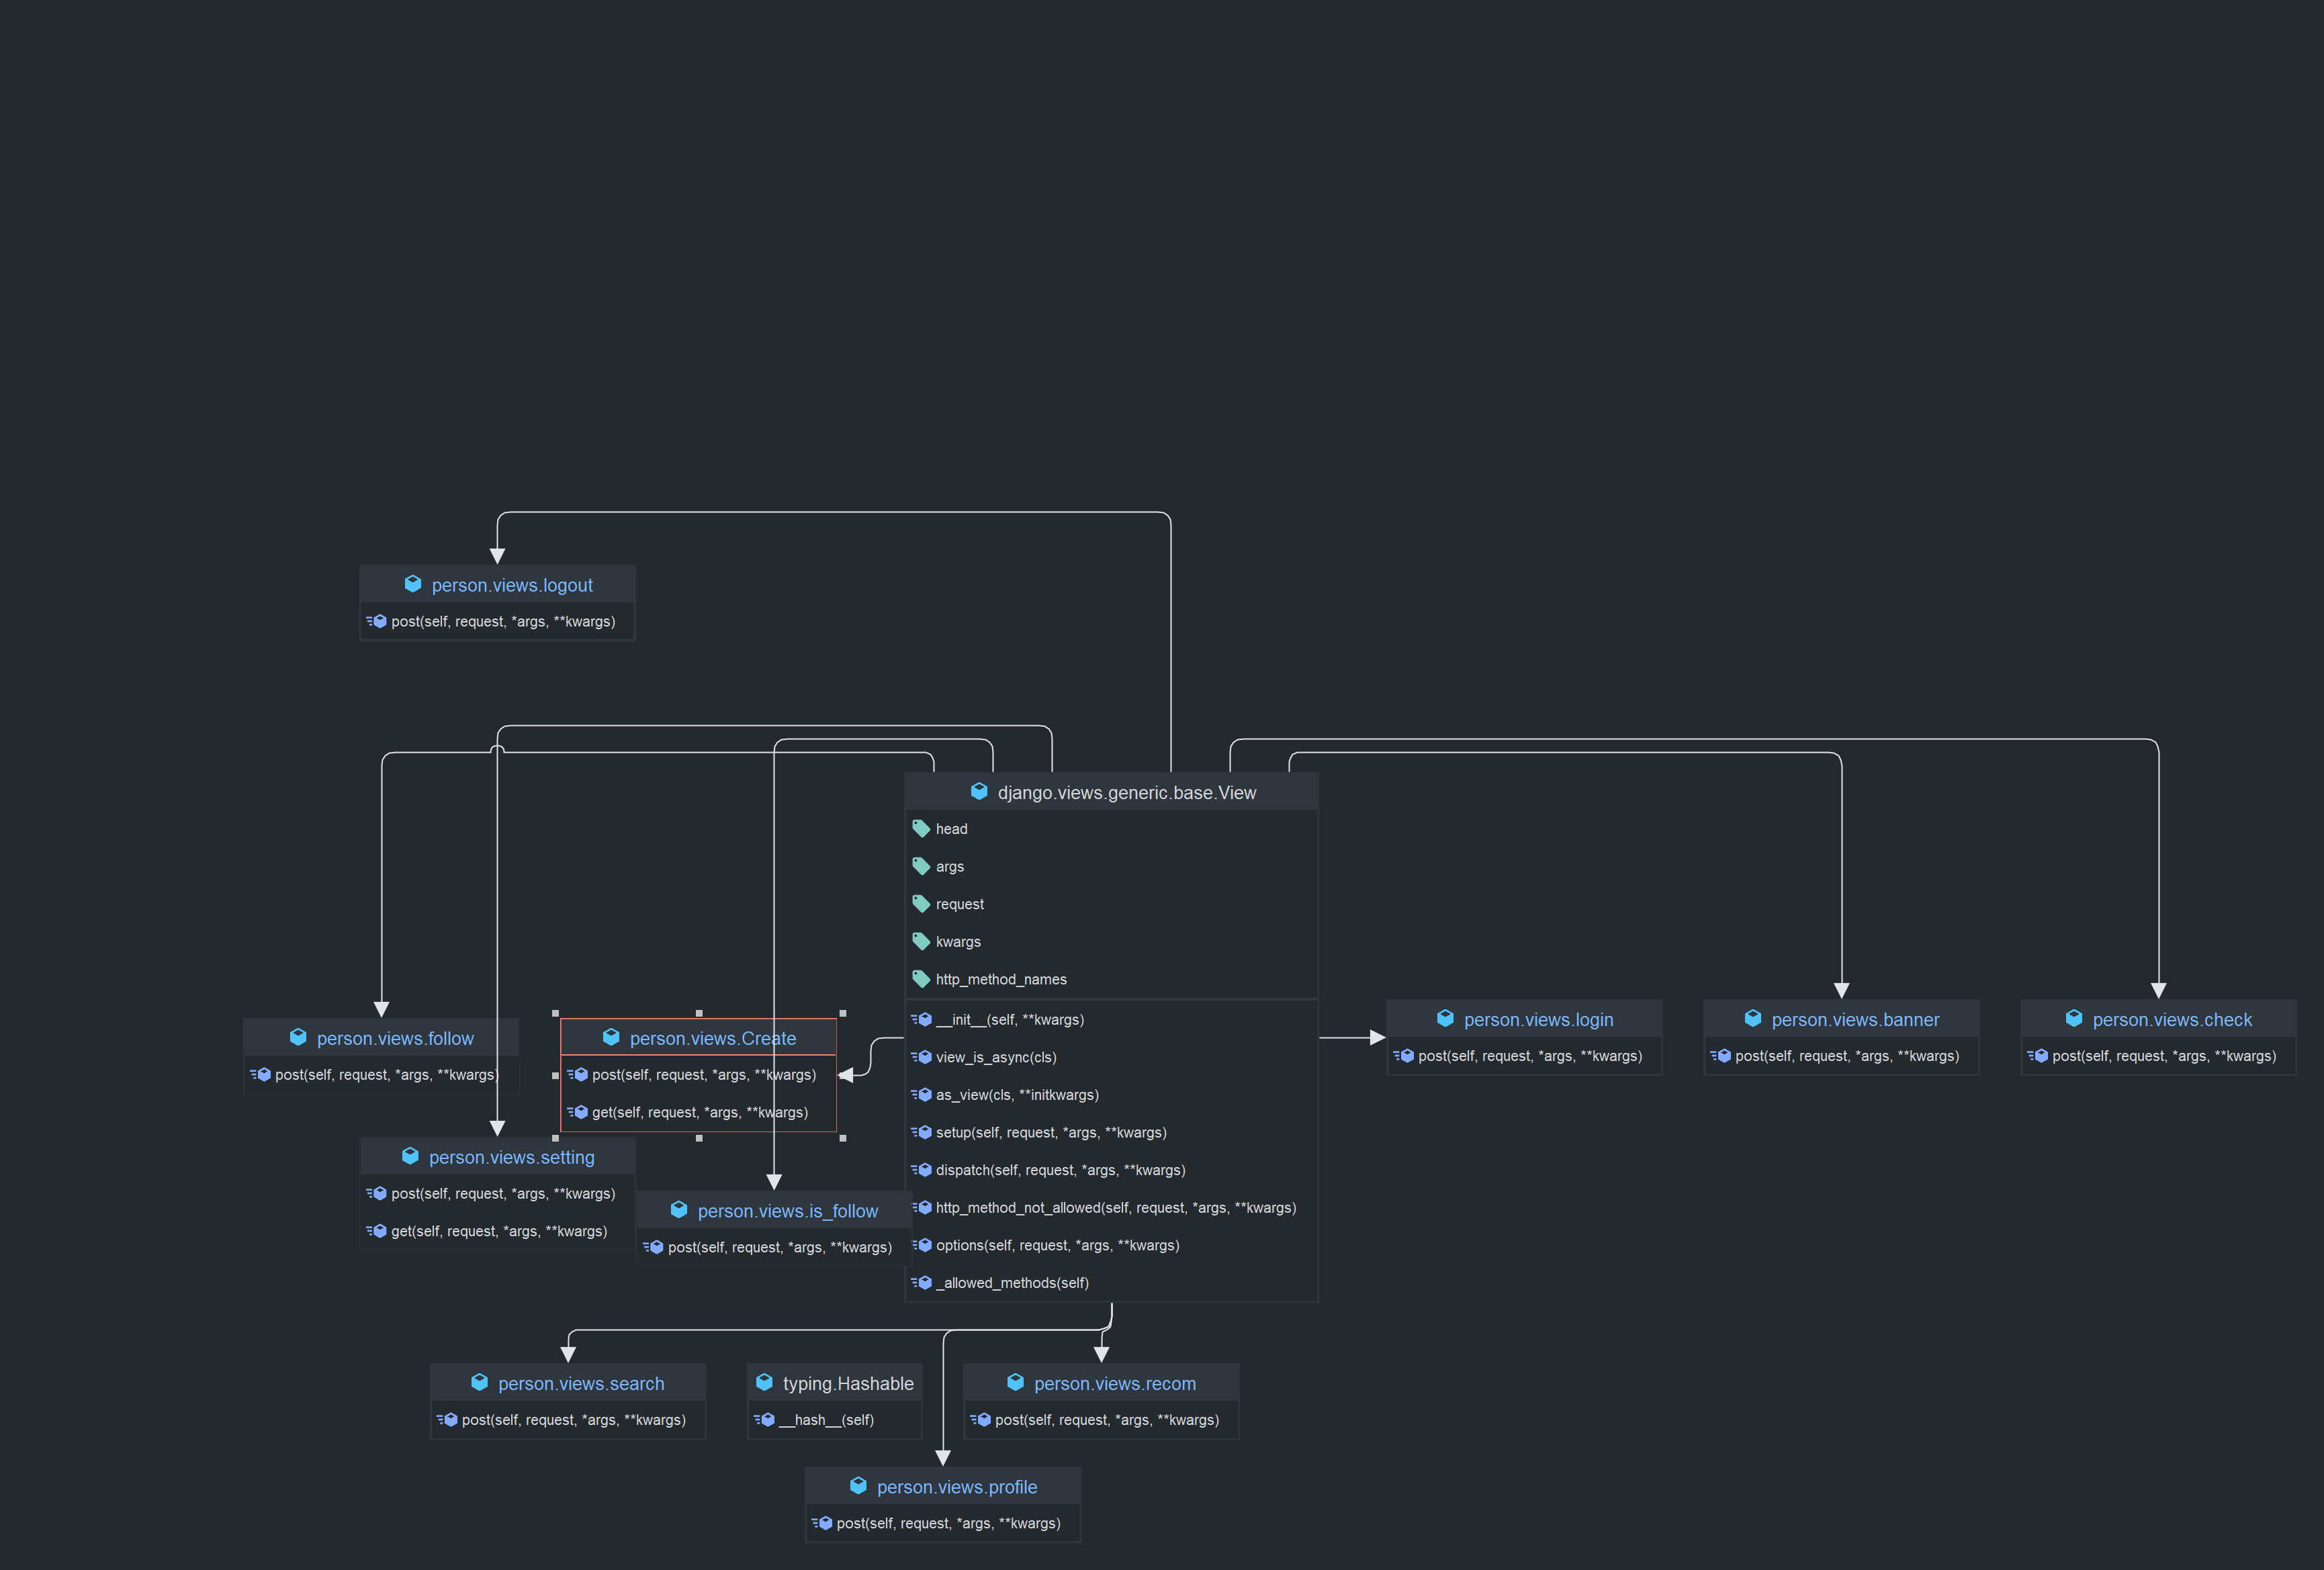 person.views.logout
post(self, request, *args, **kwargs)
django.views.generic.base.View
head
args
request
kwargs
http_method_names
__init__(self, **kwargs)
view_is_async(cls)
as_view(cls, **initkwargs)
setup(self, request, *args, **kwargs)
dispatch(self, request, *args, **kwargs)
http_method_not_allowed(self, request, *args, **kwargs)
options(self, request, *args, **kwargs)
_allowed_methods(self)
person.views.follow
post(self, request, *args, **kwargs)
person.views.Create
post(self, request, *args, **kwargs)
get(self, request, *args, **kwargs)
person.views.login
post(self, request, *args, **kwargs)
person.views.banner
post(self, request, *args, **kwargs)
person.views.check
post(self, request, *args, **kwargs)
person.views.setting
post(self, request, *args, **kwargs)
get(self, request, *args, **kwargs)
person.views.is_follow
post(self, request, *args, **kwargs)
person.views.search
post(self, request, *args, **kwargs)
typing.Hashable
__hash__(self)
person.views.recom
post(self, request, *args, **kwargs)
person.views.profile
post(self, request, *args, **kwargs)